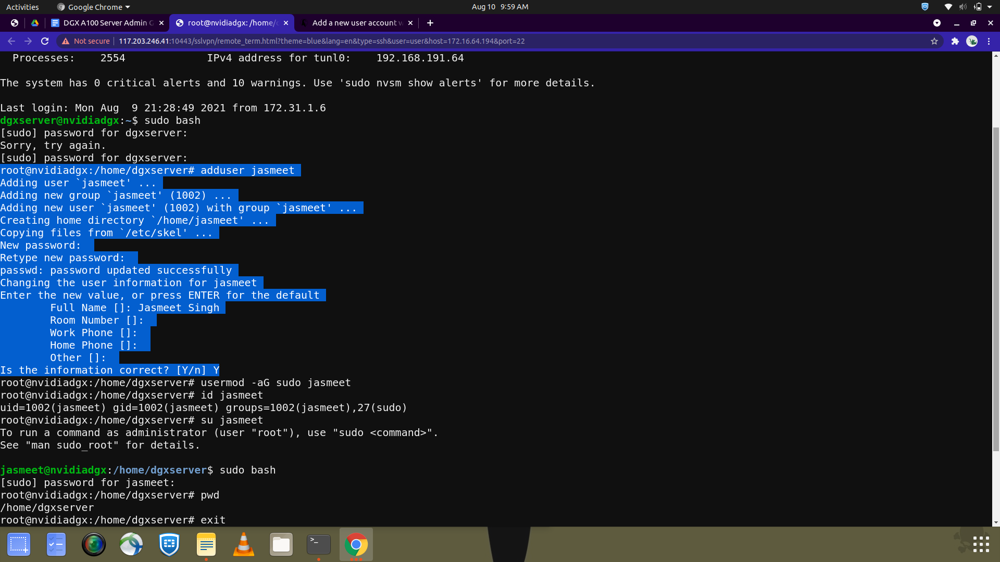 Activities Google Chrome Aug 10 9:59 AM
DGX A100 Server Admin G root@nvidiadgx: /home/d Add a new user account w
Not secure 117.203.246.41:10443/sslvpn/remote_term.html?theme=blue&lang=en&type=ssh&user=user&host=172.16.64.194&port=22
Processes: 2554 IPv4 address for tunl0: 192.168.191.64
The system has 0 critical alerts and 10 warnings. Use 'sudo nvsm show alerts' for more details.
Last login: Mon Aug  9 21:28:49 2021 from 172.31.1.6
dgxserver@nvidiadgx:~$ sudo bash
[sudo] password for dgxserver:
Sorry, try again.
[sudo] password for dgxserver:
root@nvidiadgx:/home/dgxserver# adduser jasmeet
Adding user `jasmeet' ...
Adding new group `jasmeet' (1002) ...
Adding new user `jasmeet' (1002) with group `jasmeet' ...
Creating home directory `/home/jasmeet' ...
Copying files from `/etc/skel' ...
New password:
Retype new password:
passwd: password updated successfully
Changing the user information for jasmeet
Enter the new value, or press ENTER for the default
Full Name []: Jasmeet Singh
Room Number []:
Work Phone []:
Home Phone []:
Other []:
Is the information correct? [Y/n] Y
root@nvidiadgx:/home/dgxserver# usermod -aG sudo jasmeet
root@nvidiadgx:/home/dgxserver# id jasmeet
uid=1002(jasmeet) gid=1002(jasmeet) groups=1002(jasmeet),27(sudo)
root@nvidiadgx:/home/dgxserver# su jasmeet
To run a command as administrator (user "root"), use "sudo <command>".
See "man sudo_root" for details.
jasmeet@nvidiadgx:/home/dgxserver$ sudo bash
[sudo] password for jasmeet:
root@nvidiadgx:/home/dgxserver# pwd
/home/dgxserver
root@nvidiadgx:/home/dgxserver# exit